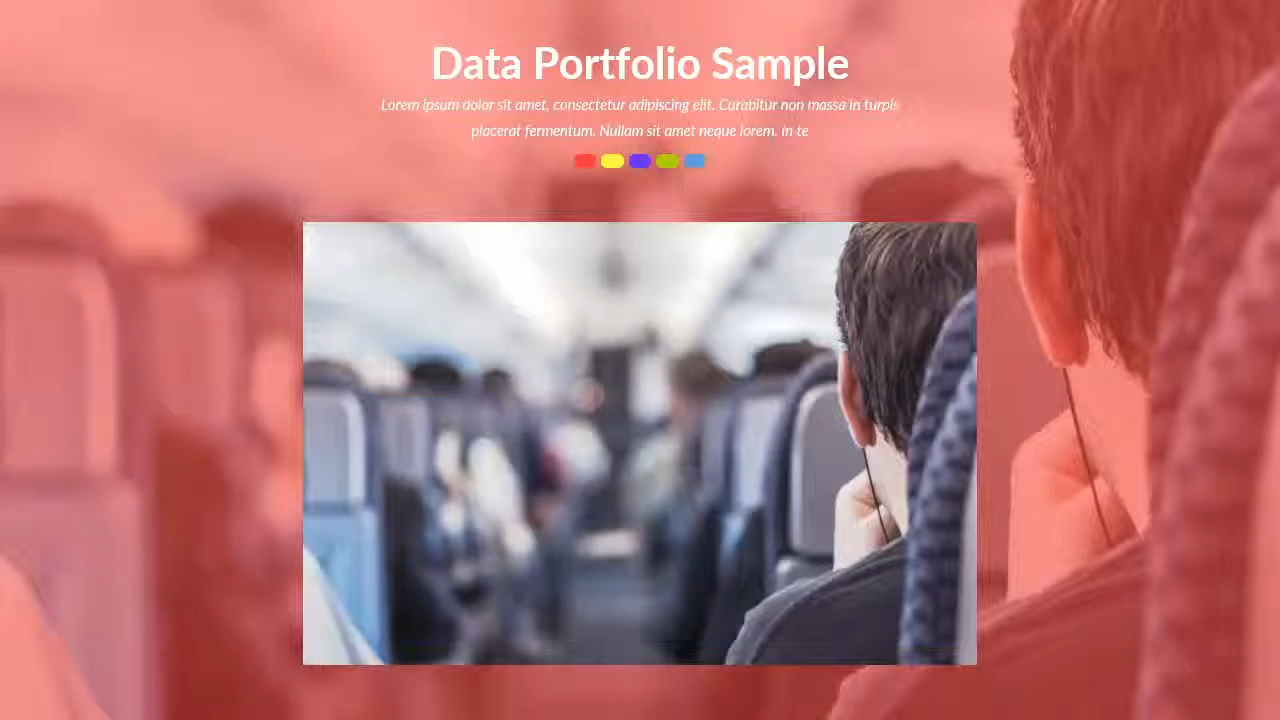 Data Portfolio Sample
Lorem ipsum dolor sit amet, consectetur adipiscing elit. Curabitur non massa in turpis
placerat fermentum. Nullam sit amet neque lorem. In te